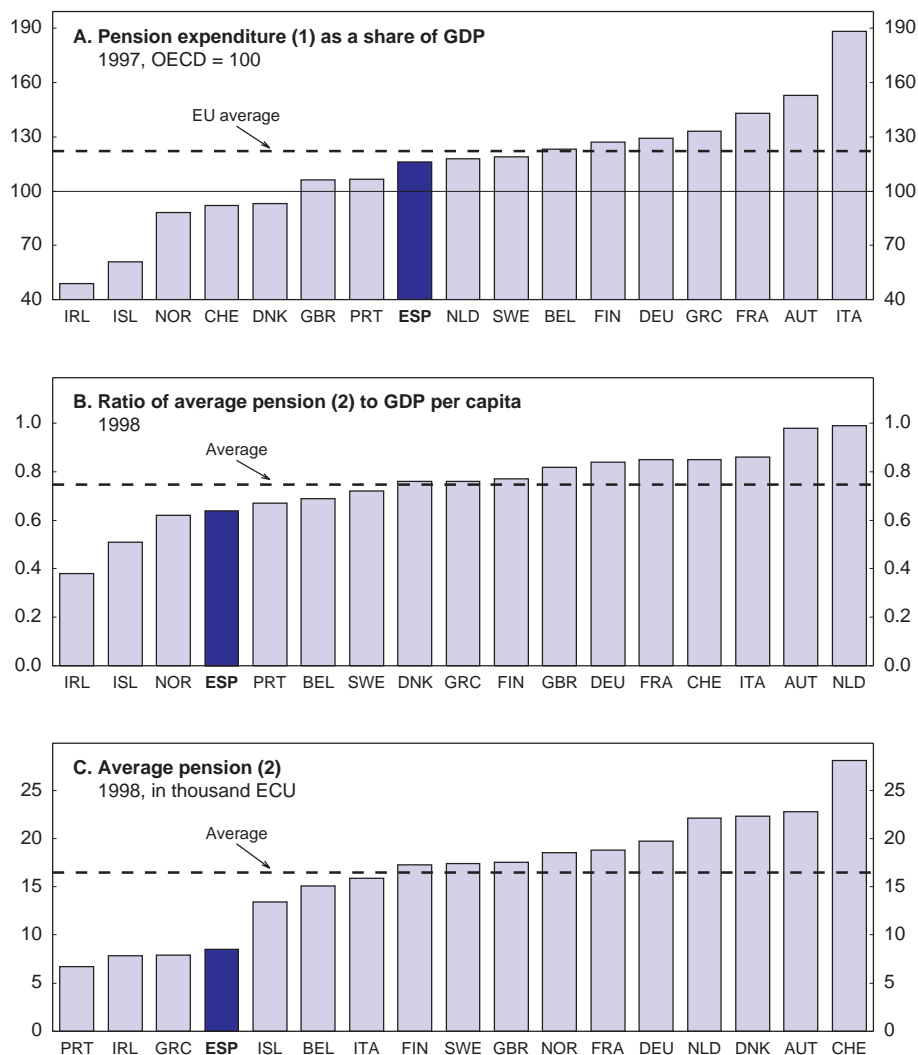 A. Pension expenditure (1) as a share of GDP
1997, OECD = 100
EU average
190 190
160 160
130 130
100 100
70 70
40 40
IRL ISL NOR CHE DNK GBR PRT ESP NLD SWE BEL FIN DEU GRC FRA AUT ITA
B. Ratio of average pension (2) to GDP per capita
1998
Average
1.0 1.0
0.8 0.8
0.6 0.6
0.4 0.4
0.2 0.2
0.0 0.0
IRL ISL NOR ESP PRT BEL SWE DNK GRC FIN GBR DEU FRA CHE ITA AUT NLD
C. Average pension (2)
1998, in thousand ECU
Average
25 25
20 20
15 15
10 10
5 5
0 0
PRT IRL GRC ESP ISL BEL ITA FIN SWE GBR NOR FRA DEU NLD DNK AUT CHE